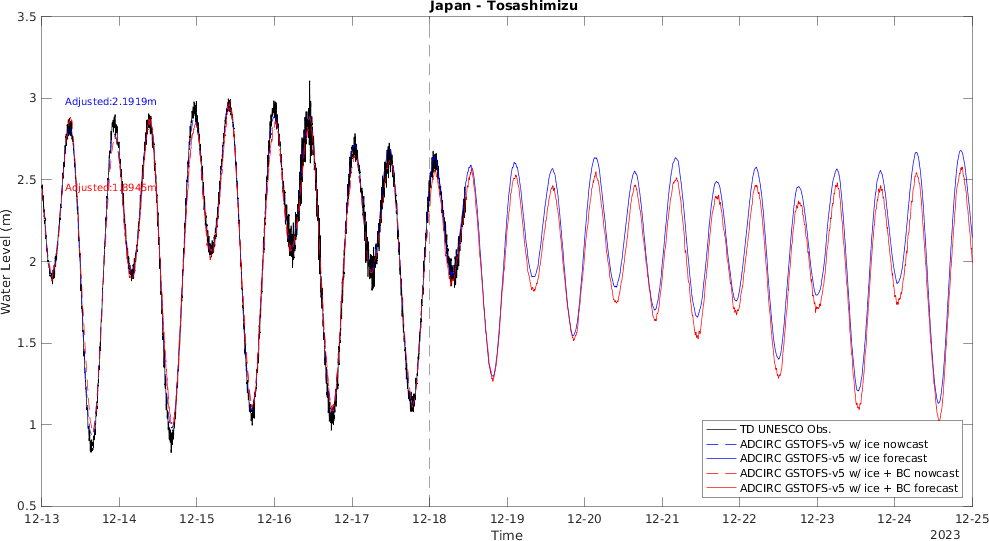 Japan - Tosashimizu
3.5
3
2.5
2
1.5
1
0.5
Water Level (m)
Adjusted:2.1919m
Adjusted:1.8945m
TD UNESCO Obs.
ADCIRC GSTOFS-v5 w/ ice nowcast
ADCIRC GSTOFS-v5 w/ ice forecast
ADCIRC GSTOFS-v5 w/ ice + BC nowcast
ADCIRC GSTOFS-v5 w/ ice + BC forecast
12-13 12-14 12-15 12-16 12-17 12-18 12-19 12-20 12-21 12-22 12-23 12-24 12-25
Time
2023